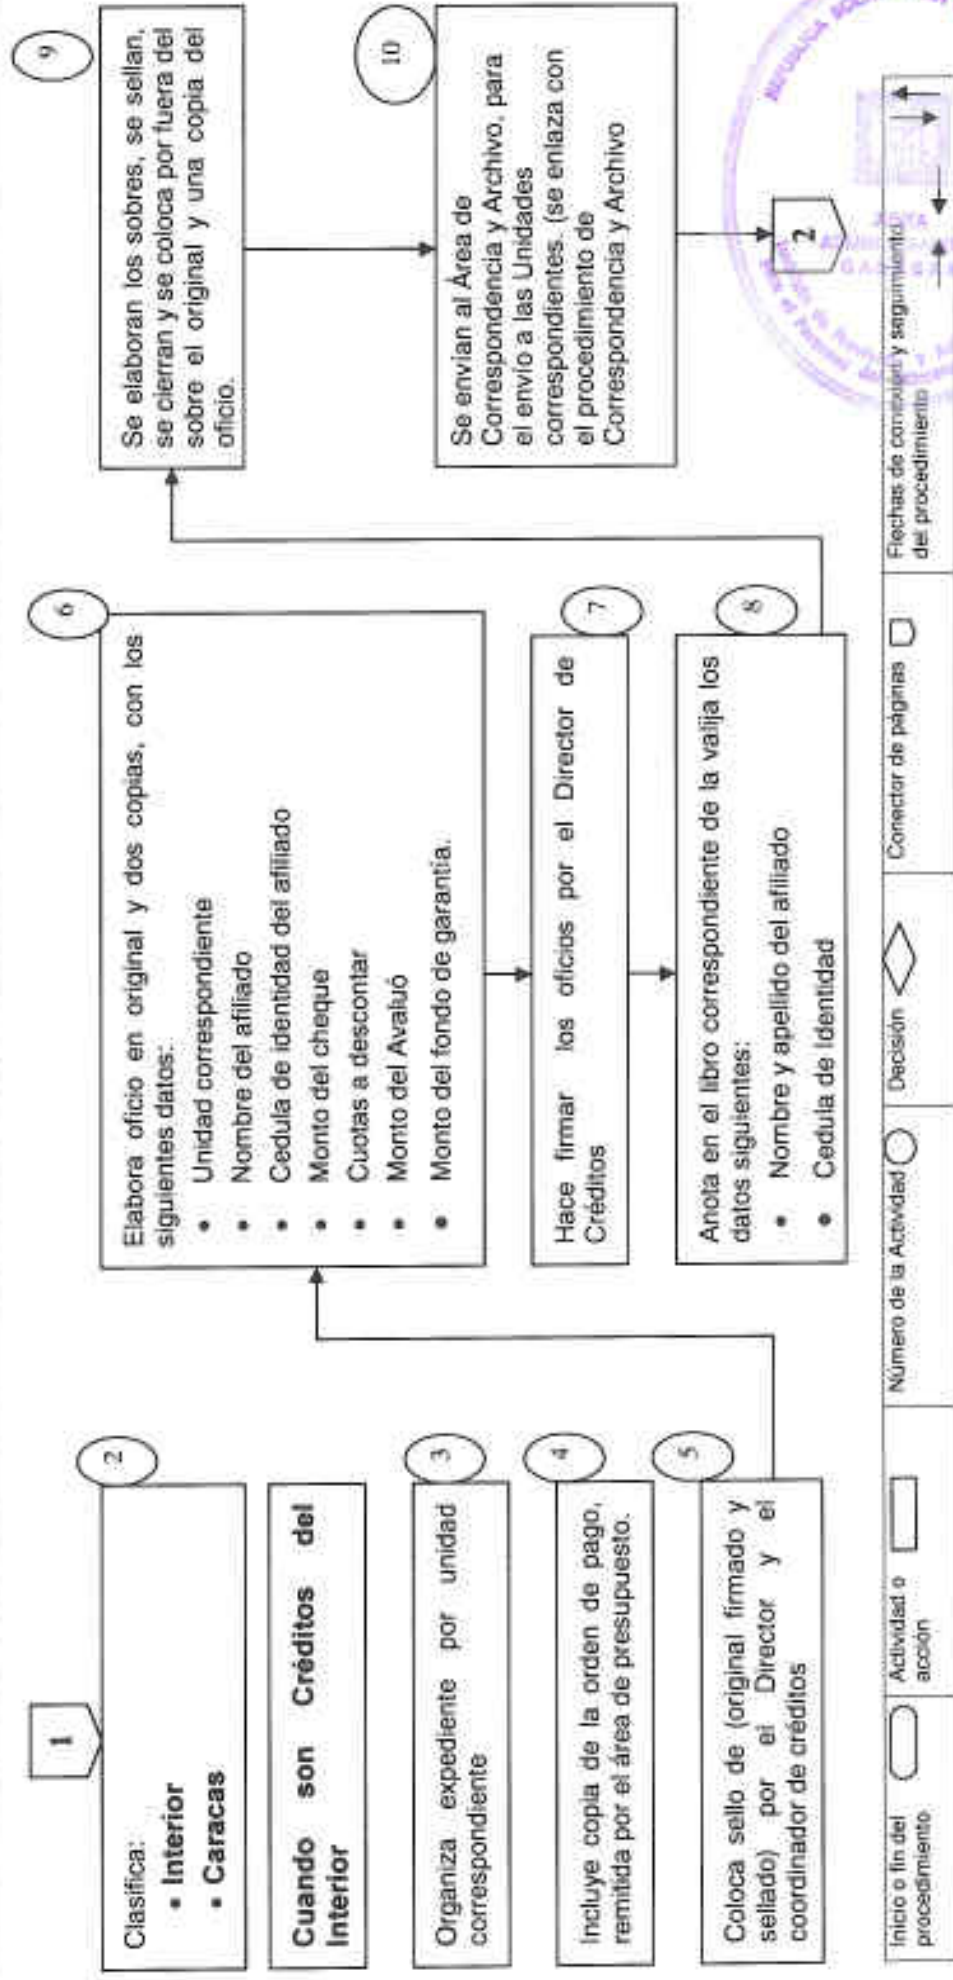 1
2
Clasifica:
• Interior
• Caracas
Cuando son Créditos del
Interior
3
Organiza expediente por unidad
correspondiente
4
Incluye copia de la orden de pago,
remitida por el área de presupuesto.
5
Coloca sello de (original firmado y
sellado) por el Director y el
coordinador de créditos
6
Elabora oficio en original y dos copias, con los
siguientes datos:
• Unidad correspondiente
• Nombre del afiliado
• Cedula de identidad del afiliado
• Monto del cheque
• Cuotas a descontar
• Monto del Avaluó
• Monto del fondo de garantía.
7
Hace firmar los oficios por el Director de
Créditos
8
Anota en el libro correspondiente de la valija los
datos siguientes:
• Nombre y apellido del afiliado
• Cedula de Identidad
9
Se elaboran los sobres, se sellan,
se cierran y se coloca por fuera del
sobre el original y una copia del
oficio.
10
Se envían al Área de
Correspondencia y Archivo, para
el envío a las Unidades
correspondientes. (se enlaza con
el procedimiento de
Correspondencia y Archivo
2
REPUBLICA
Inicio o fin del
procedimiento
Actividad o
acción
Número de la Actividad
Decisión
Conector de páginas
Flechas de conexión y seguimiento
del procedimiento